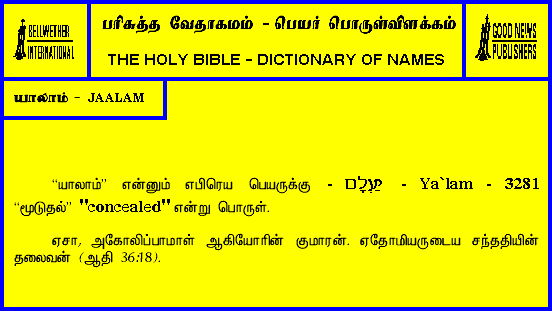 BELLWETHER
INTERNATIONAL
பரிசுத்த வேதாகமம் - பெயர் பொருள்விளக்கம்
THE HOLY BIBLE - DICTIONARY OF NAMES
GOOD NEWS
PUBLISHERS
யாலாம் - JAALAM
“யாலாம்” என்னும் எபிரெய பெயருக்கு - יַעְלָם - Ya`lam - 3281
“மூடுதல்” "concealed" என்று பொருள்.
ஏசா, அகோலிப்பாமாள் ஆகியோரின் குமாரன். ஏதோமியருடைய சந்ததியின்
தலைவன் (ஆதி 36:18).